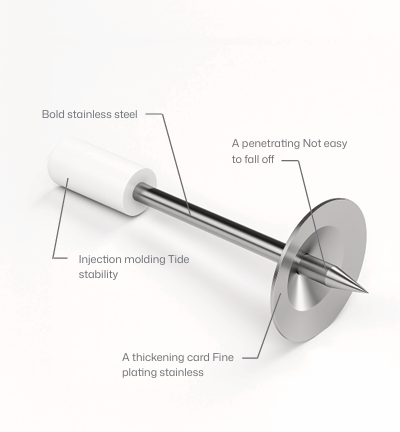 Bold stainless steel
A penetrating Not easy
to fall off
Injection molding Tide
stability
A thickening card Fine
plating stainless